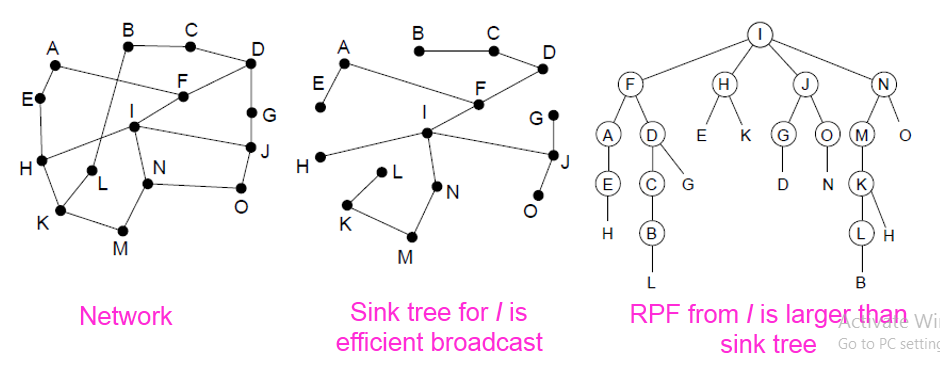 B
C
A
D
F
E
I
G
H
J
L
N
K
O
M
Network
B
C
A
D
E
F
I
G
H
J
L
N
K
O
M
Sink tree for I is
efficient broadcast
I
F H J N
A D E K G O M O
E C G D N K
H B L H
L B
RPF from I is larger than
sink tree
Activate Win
Go to PC setting